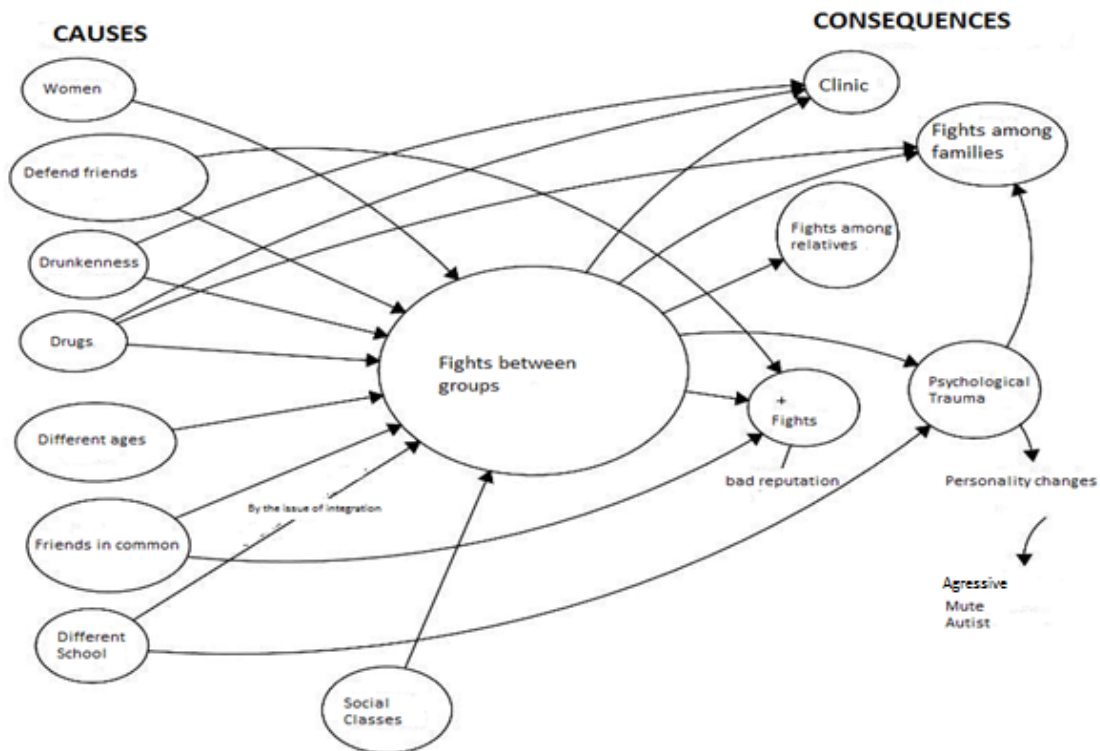 CAUSES
CONSEQUENCES
Women
Defend friends
Drunkenness
Drugs
Different ages
Friends in common
Different
School
Social
Classes
By the issue of integration
Fights between
groups
Clinic
Fights among
families
Fights among
relatives
+
Fights
bad reputation
Psychological
Trauma
Personality changes
Agressive
Mute
Autist